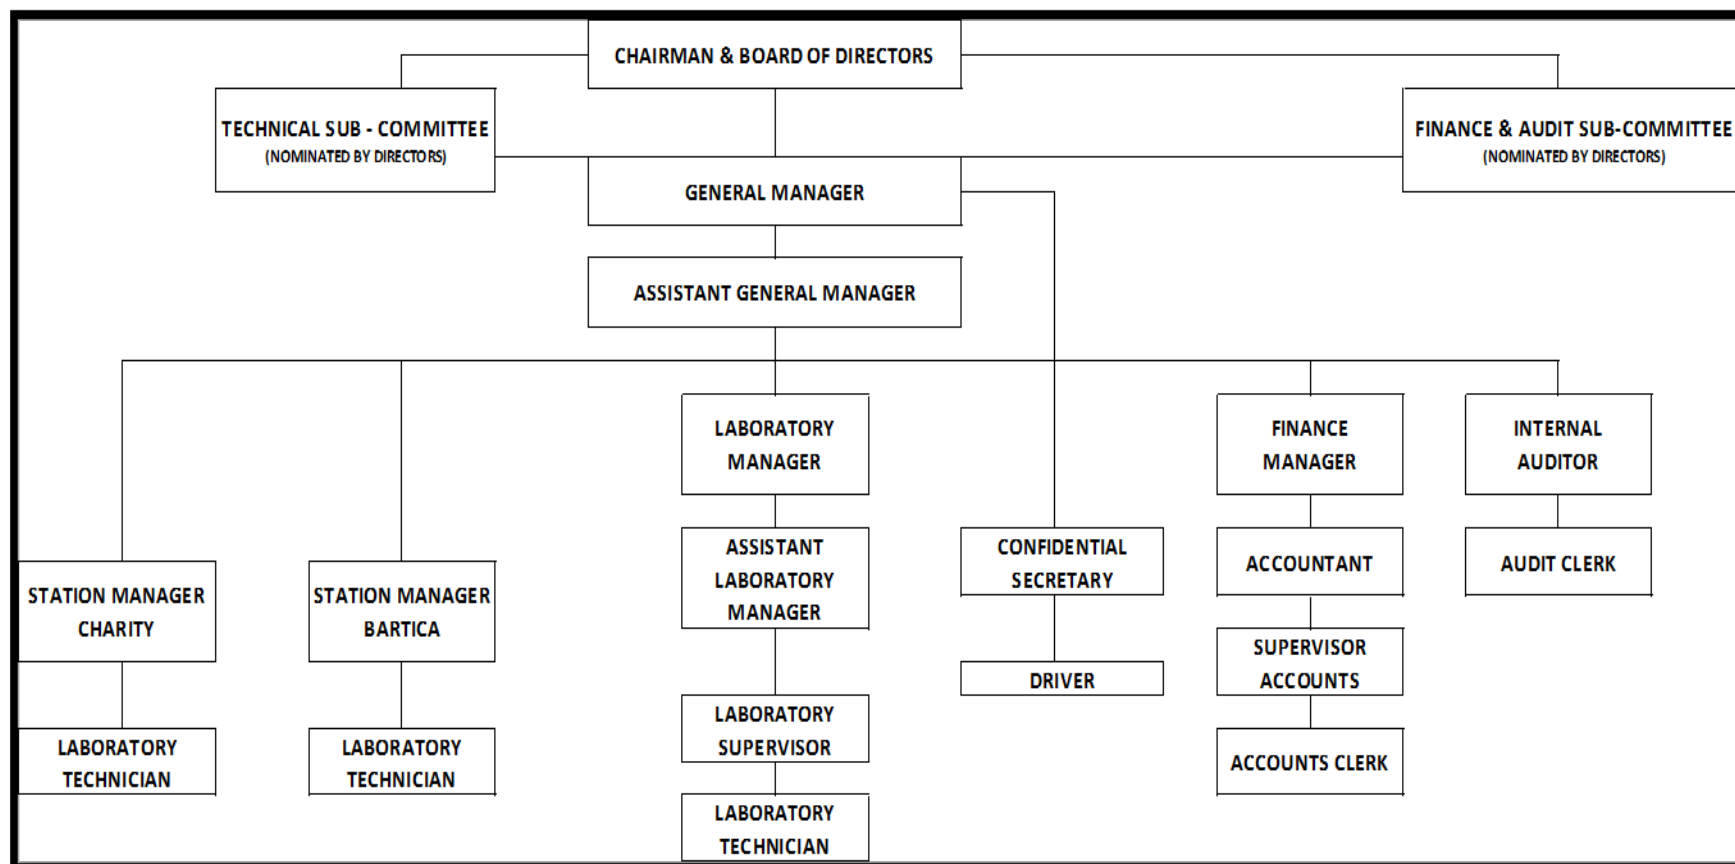 CHAIRMAN & BOARD OF DIRECTORS
TECHNICAL SUB - COMMITTEE
(NOMINATED BY DIRECTORS)
FINANCE & AUDIT SUB-COMMITTEE
(NOMINATED BY DIRECTORS)
GENERAL MANAGER
ASSISTANT GENERAL MANAGER
LABORATORY
MANAGER
FINANCE
MANAGER
INTERNAL
AUDITOR
STATION MANAGER
CHARITY
STATION MANAGER
BARTICA
ASSISTANT
LABORATORY
MANAGER
CONFIDENTIAL
SECRETARY
ACCOUNTANT
AUDIT CLERK
DRIVER
SUPERVISOR
ACCOUNTS
LABORATORY
TECHNICIAN
LABORATORY
TECHNICIAN
LABORATORY
SUPERVISOR
ACCOUNTS CLERK
LABORATORY
TECHNICIAN